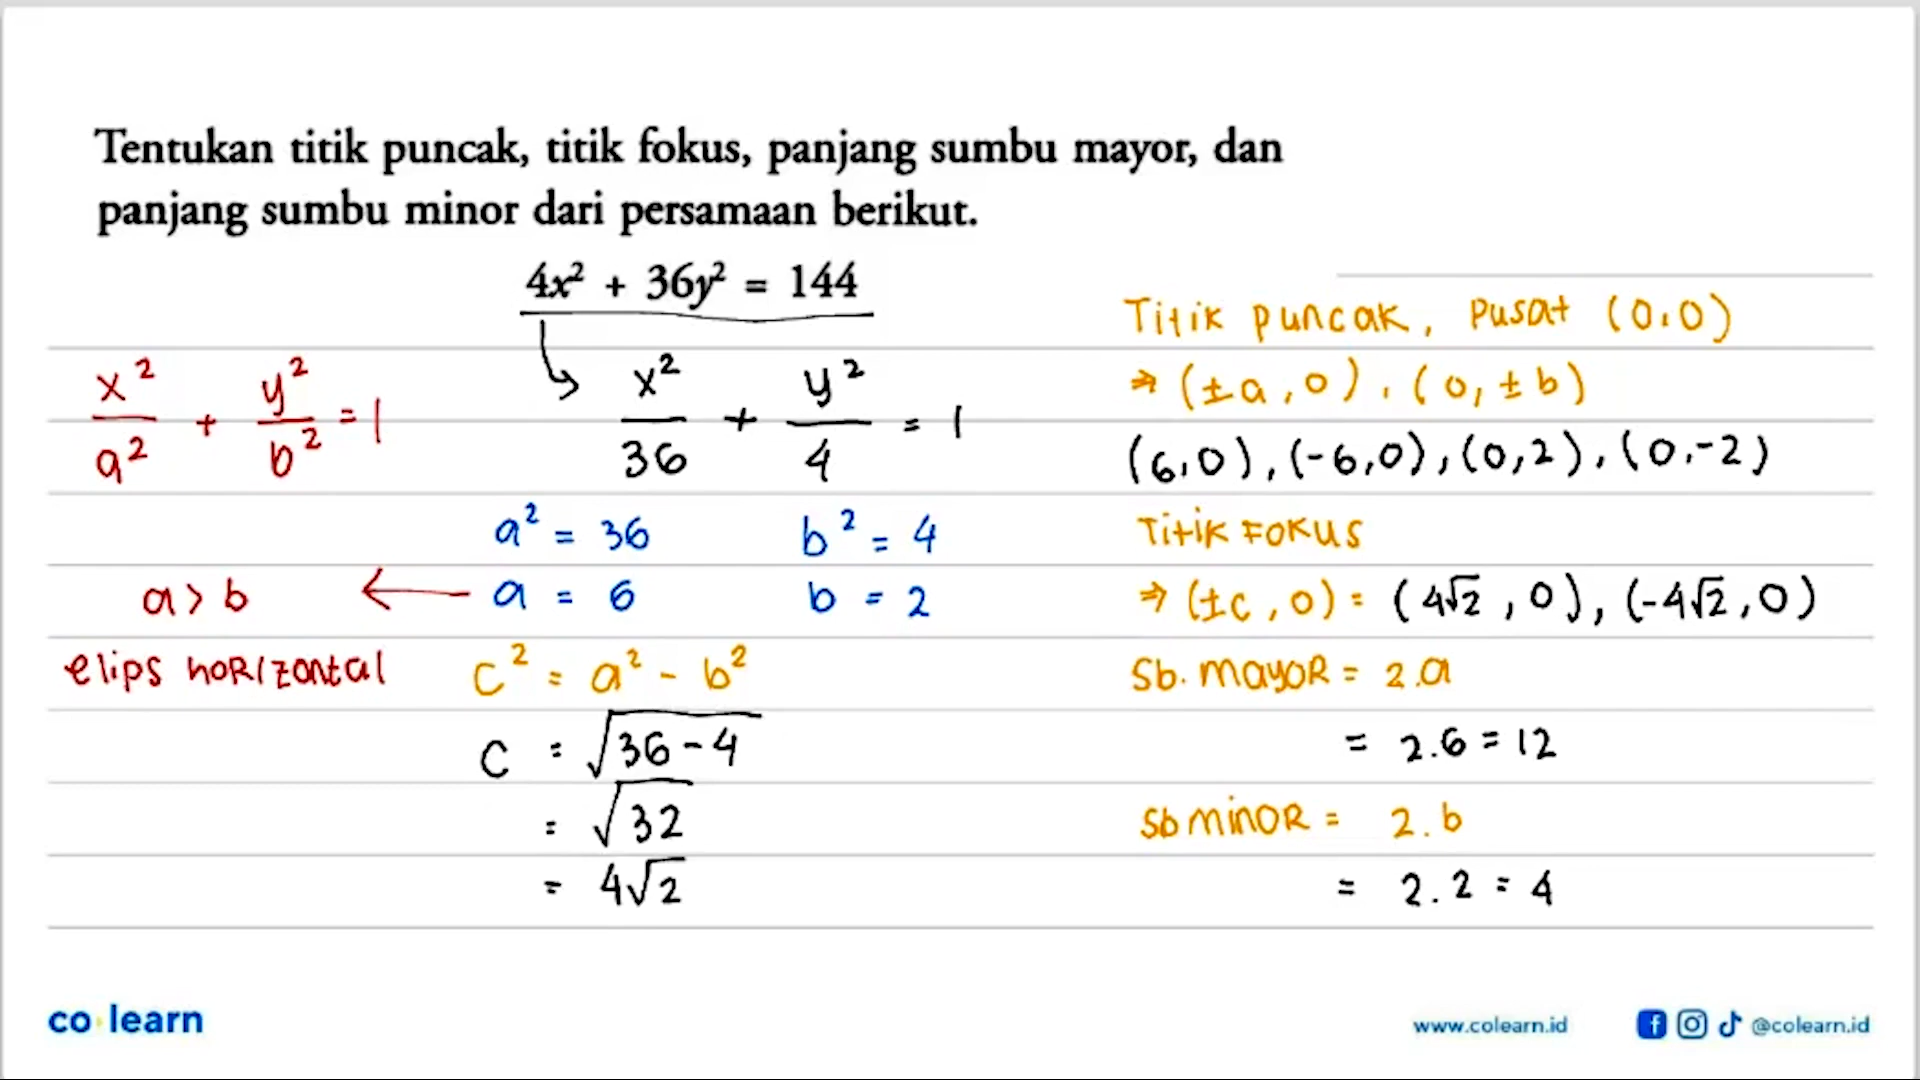 Tentukan titik puncak, titik fokus, panjang sumbu mayor, dan
panjang sumbu minor dari persamaan berikut.
4x² + 36y² = 144
x²/a² + y²/b² = 1
x²/36 + y²/4 = 1
a² = 36 b² = 4
a > b ← a = 6 b = 2
elips horizontal
c² = a² - b²
c = √36-4
= √32
= 4√2
Titik puncak, pusat (0,0)
⇒ (±a,0), (0,±b)
(6,0), (-6,0), (0,2), (0,-2)
Titik Fokus
⇒ (±c,0) = (4√2,0), (-4√2,0)
Sb. mayor = 2.a
= 2.6 = 12
Sb minor = 2.b
= 2.2 = 4
co learn
www.colearn.id
@colearn.id